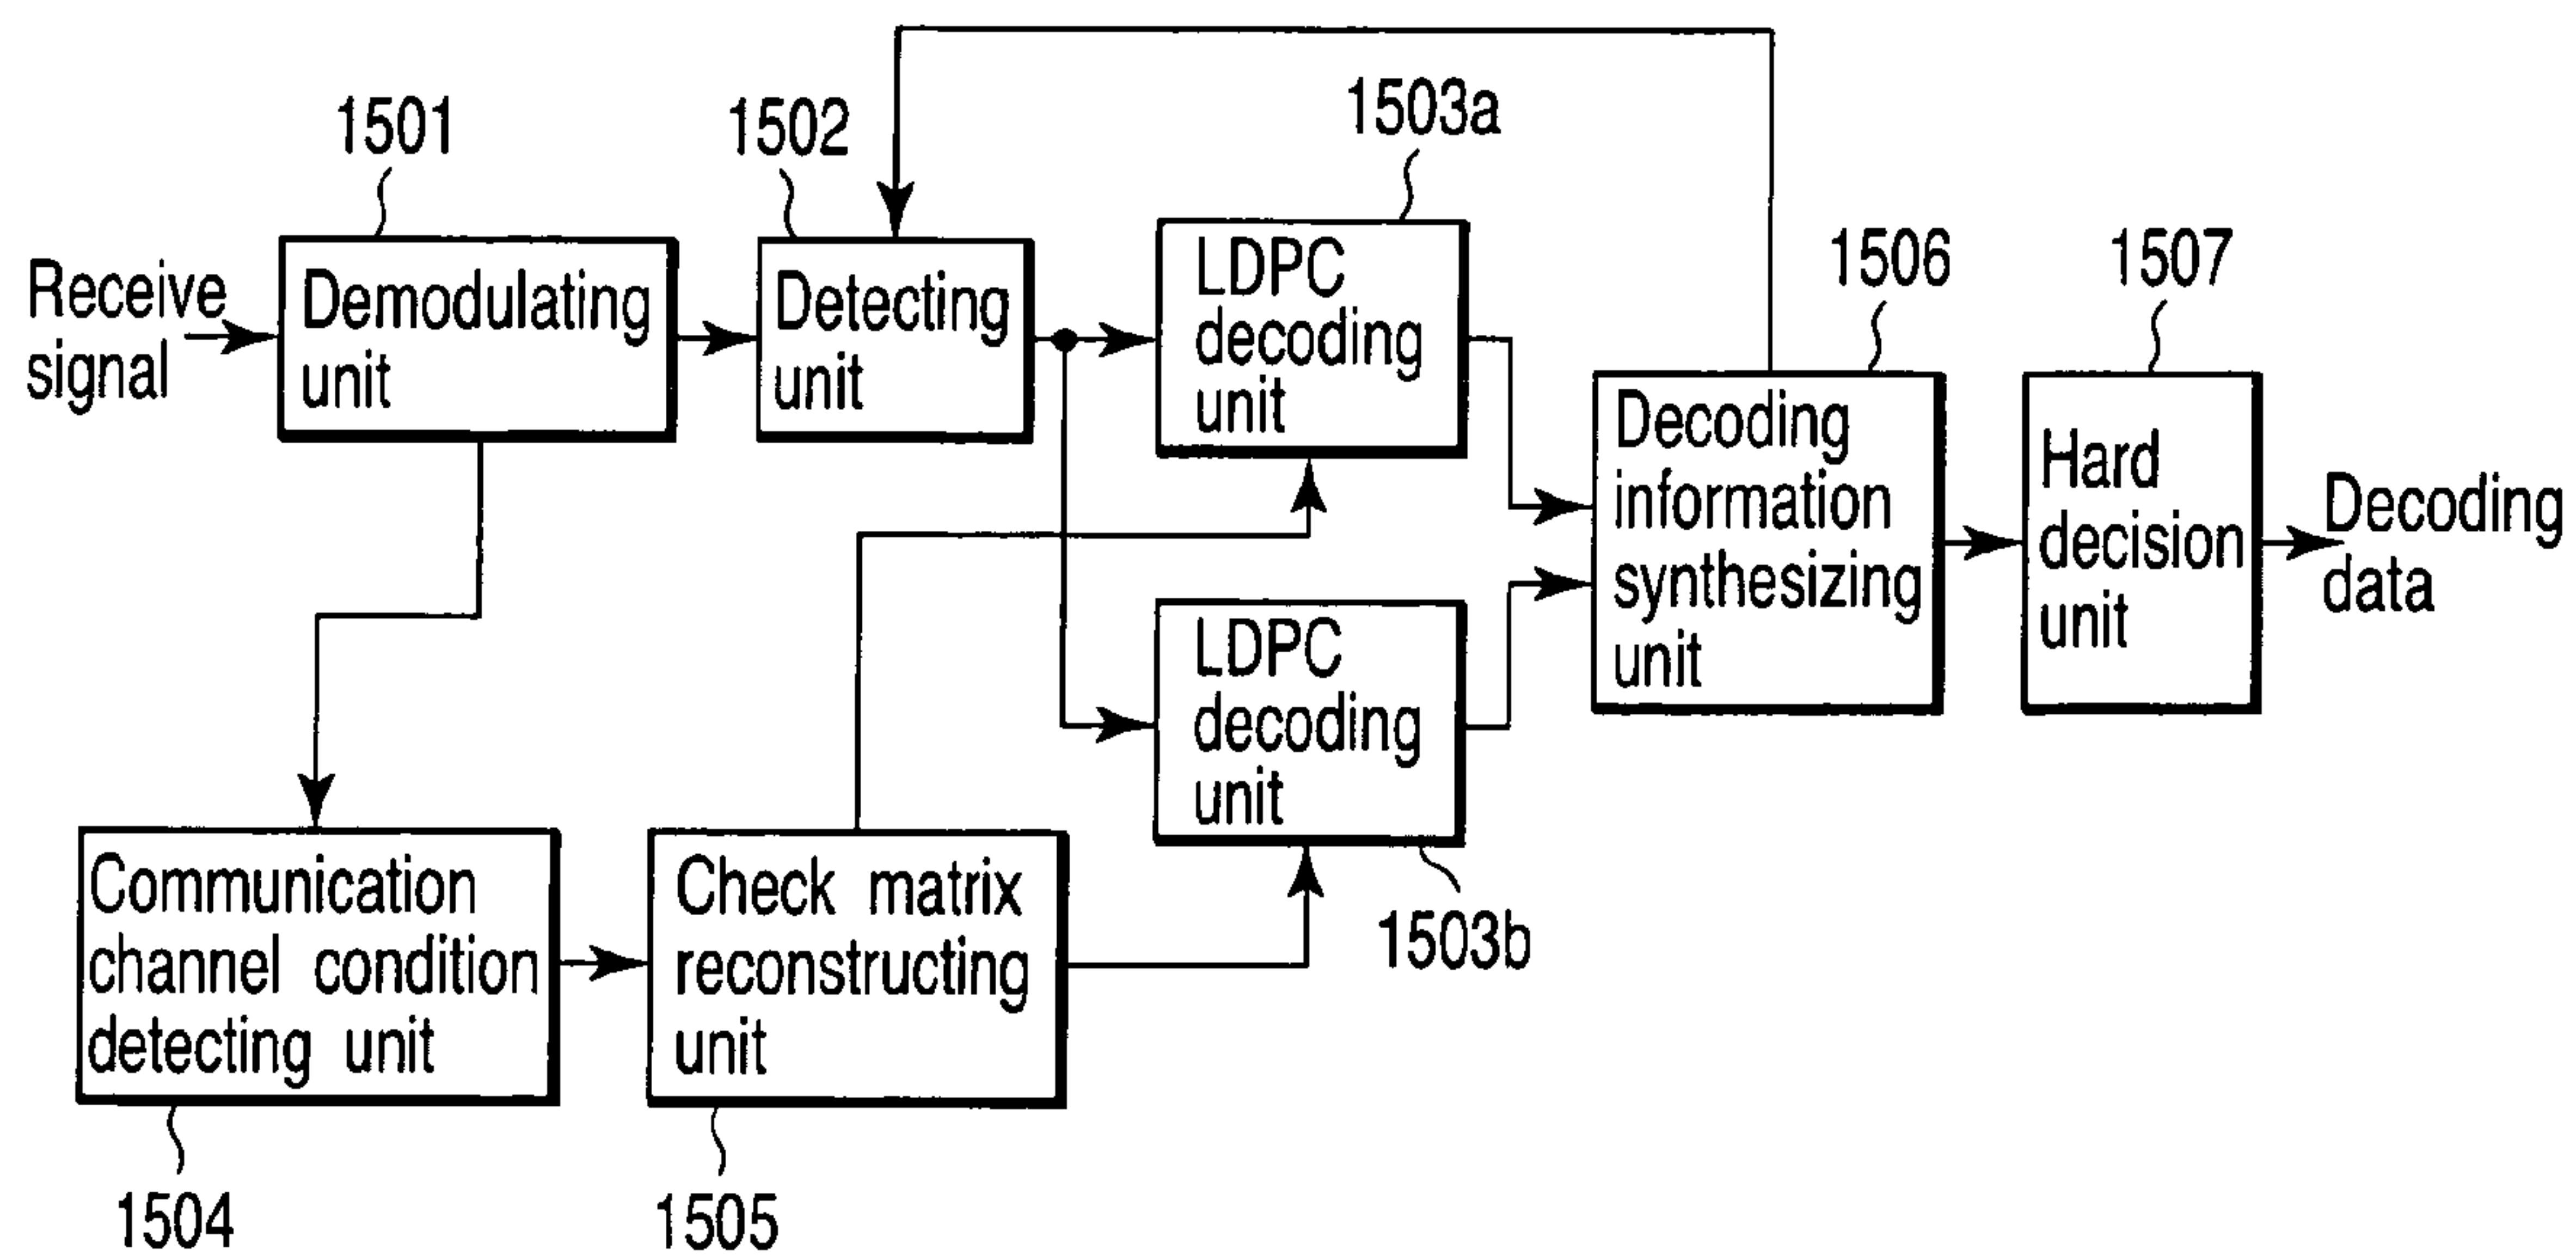 1501
1502
1503a
1506
1507
Receive
signal
Demodulating
unit
Detecting
unit
LDPC
decoding
unit
Decoding
information
synthesizing
unit
Hard
decision
unit
Decoding
data
LDPC
decoding
unit
1503b
Communication
channel condition
detecting unit
Check matrix
reconstructing
unit
1504
1505